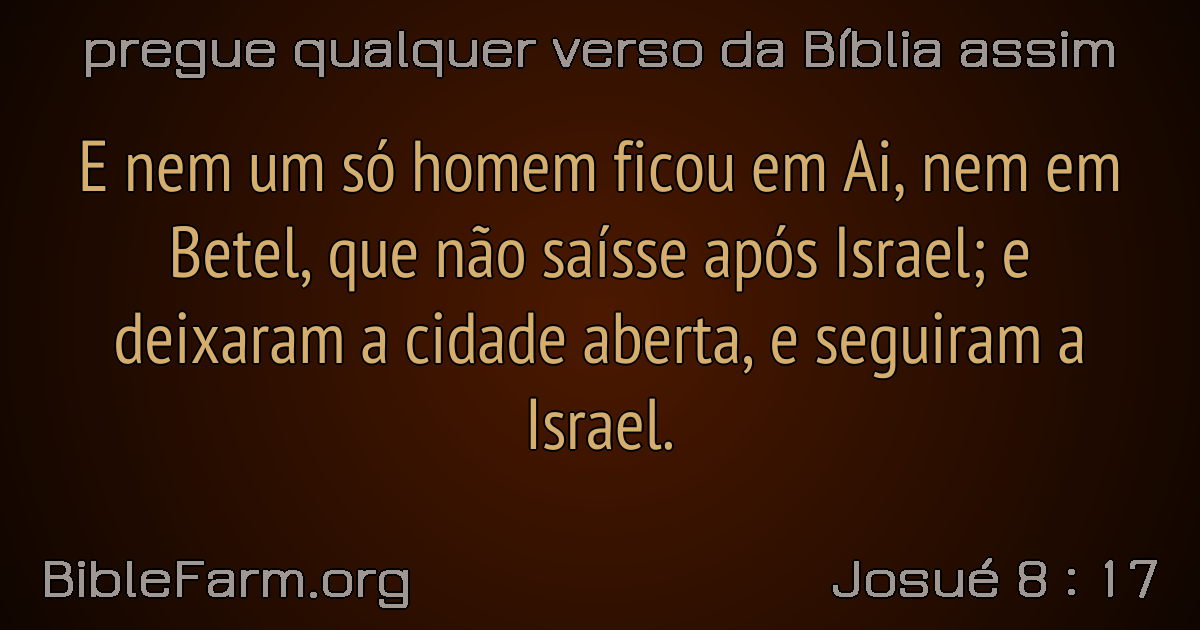 pregue qualquer verso da Bíblia assim
E nem um só homem ficou em Ai, nem em
Betel, que não saísse após Israel; e
deixaram a cidade aberta, e seguiram a
Israel.
BibleFarm.org
Josué 8 : 17